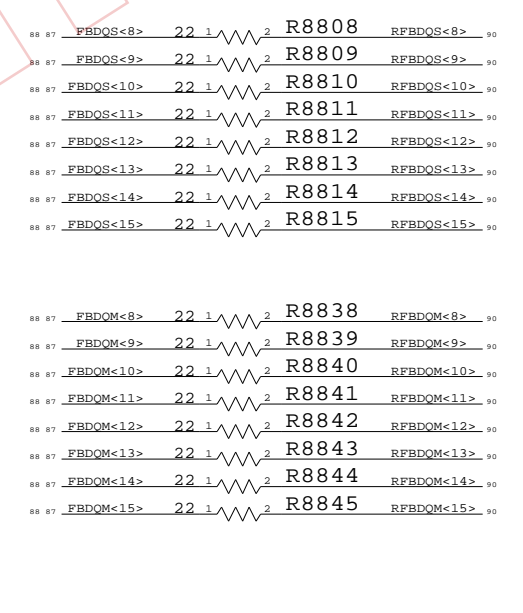 88 87 FBDQS<8> 22 1 2 R8808 RFBDQS<8> 90
88 87 FBDQS<9> 22 1 2 R8809 RFBDQS<9> 90
88 87 FBDQS<10> 22 1 2 R8810 RFBDQS<10> 90
88 87 FBDQS<11> 22 1 2 R8811 RFBDQS<11> 90
88 87 FBDQS<12> 22 1 2 R8812 RFBDQS<12> 90
88 87 FBDQS<13> 22 1 2 R8813 RFBDQS<13> 90
88 87 FBDQS<14> 22 1 2 R8814 RFBDQS<14> 90
88 87 FBDQS<15> 22 1 2 R8815 RFBDQS<15> 90
88 87 FBDQM<8> 22 1 2 R8838 RFBDQM<8> 90
88 87 FBDQM<9> 22 1 2 R8839 RFBDQM<9> 90
88 87 FBDQM<10> 22 1 2 R8840 RFBDQM<10> 90
88 87 FBDQM<11> 22 1 2 R8841 RFBDQM<11> 90
88 87 FBDQM<12> 22 1 2 R8842 RFBDQM<12> 90
88 87 FBDQM<13> 22 1 2 R8843 RFBDQM<13> 90
88 87 FBDQM<14> 22 1 2 R8844 RFBDQM<14> 90
88 87 FBDQM<15> 22 1 2 R8845 RFBDQM<15> 90